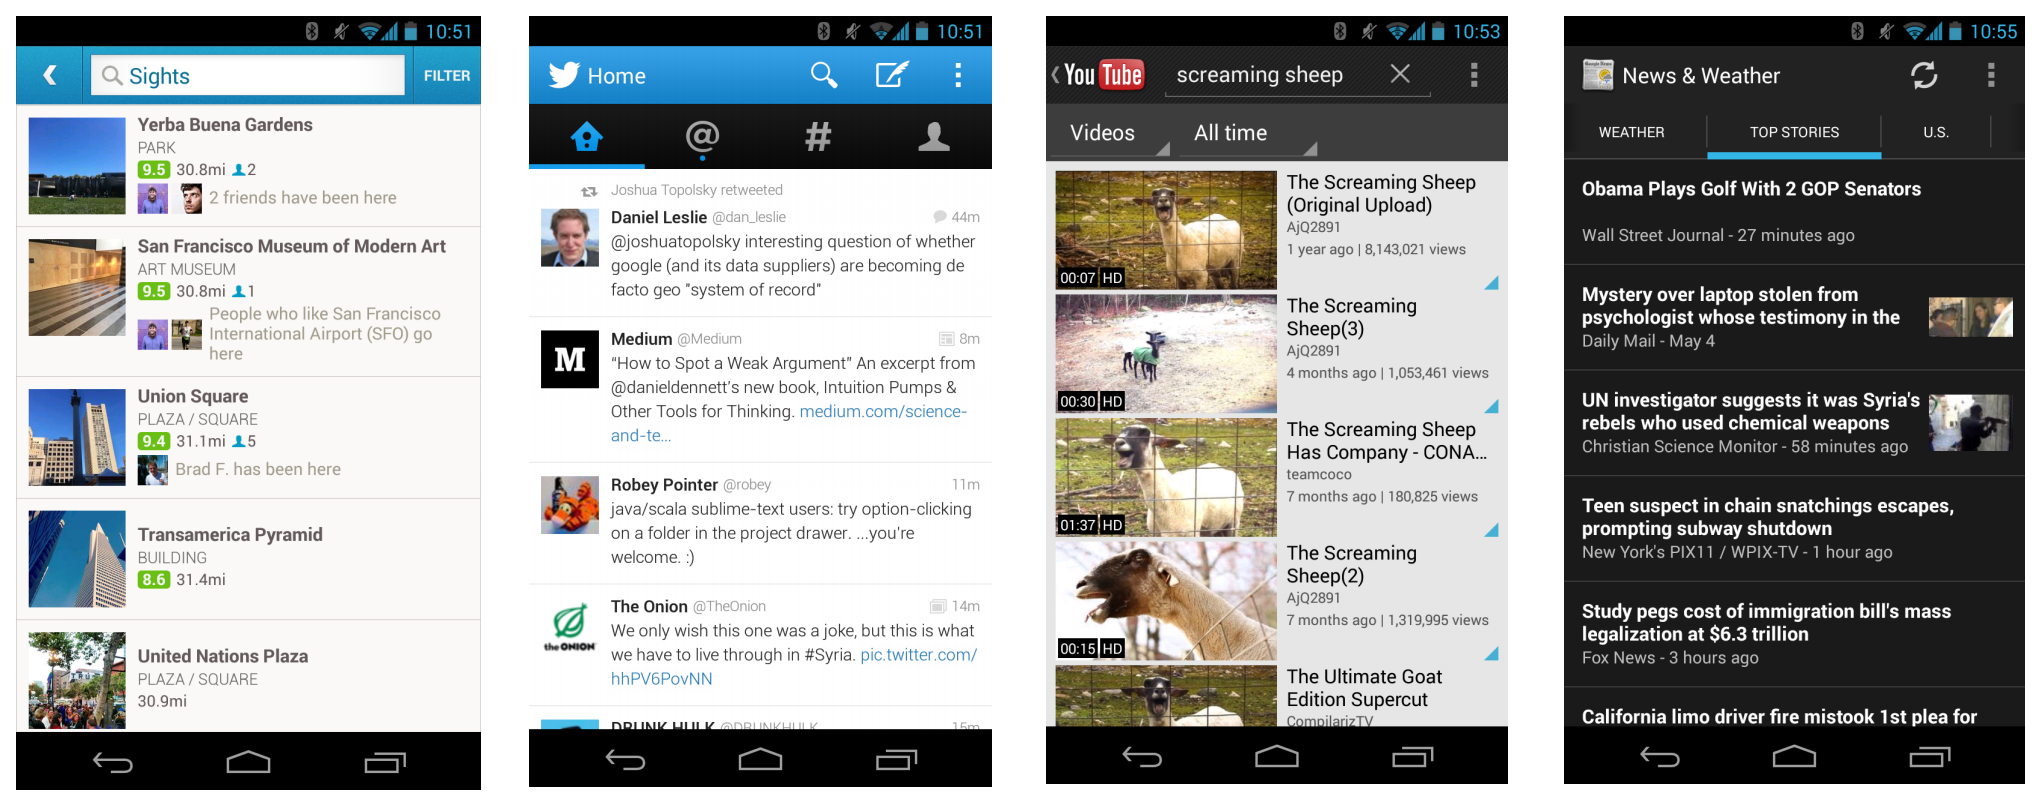 10:51
Sights
FILTER
Yerba Buena Gardens
PARK
9.5 30.8mi 2
2 friends have been here
San Francisco Museum of Modern Art
ART MUSEUM
9.5 30.8mi 1
People who like San Francisco
International Airport (SFO) go
here
Union Square
PLAZA / SQUARE
9.4 31.1mi 5
Brad F. has been here
Transamerica Pyramid
BUILDING
8.6 31.4mi
United Nations Plaza
PLAZA / SQUARE
30.9mi
10:51
Home
@ #
Joshua Topolsky retweeted
Daniel Leslie @dan_leslie 44m
@joshuatopolsky interesting question of whether
google (and its data suppliers) are becoming de
facto geo "system of record"
M
Medium @Medium 8m
“How to Spot a Weak Argument” An excerpt from
@danieldennett's new book, Intuition Pumps &
Other Tools for Thinking. medium.com/science-
and-te...
Robey Pointer @robey 11m
java/scala sublime-text users: try option-clicking
on a folder in the project drawer. ...you're
welcome. :)
the ONION
The Onion @TheOnion 14m
We only wish this one was a joke, but this is what
we have to live through in #Syria. pic.twitter.com/
hhPV6PovNN
DRUNK HULK @DRUNKHULK 15m
10:53
YouTube
screaming sheep
Videos
All time
00:07 HD
The Screaming Sheep
(Original Upload)
AjQ2891
1 year ago | 8,143,021 views
00:30 HD
The Screaming
Sheep(3)
AjQ2891
4 months ago | 1,053,461 views
01:37 HD
The Screaming Sheep
Has Company - CONA...
teamcoco
7 months ago | 180,825 views
00:15 HD
The Screaming
Sheep(2)
AjQ2891
7 months ago | 1,319,995 views
The Ultimate Goat
Edition Supercut
CompilarizTV
10:55
Google News
News & Weather
WEATHER
TOP STORIES
U.S.
Obama Plays Golf With 2 GOP Senators
Wall Street Journal - 27 minutes ago
Mystery over laptop stolen from
psychologist whose testimony in the
Daily Mail - May 4
UN investigator suggests it was Syria's
rebels who used chemical weapons
Christian Science Monitor - 58 minutes ago
Teen suspect in chain snatchings escapes,
prompting subway shutdown
New York's PIX11 / WPIX-TV - 1 hour ago
Study pegs cost of immigration bill's mass
legalization at $6.3 trillion
Fox News - 3 hours ago
California limo driver fire mistook 1st plea for